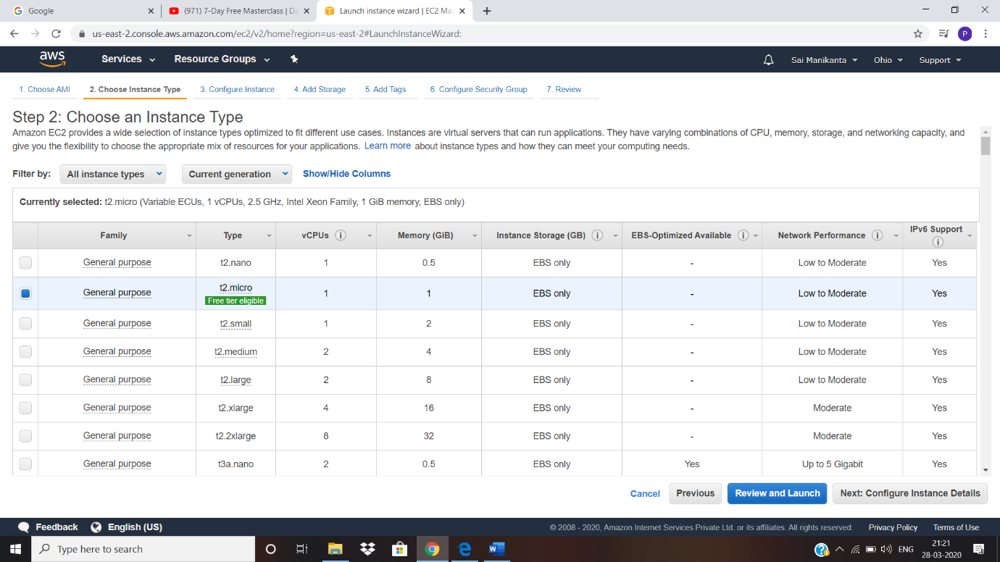 Google
(971) 7-Day Free Masterclass | Da
Launch instance wizard | EC2 Ma
us-east-2.console.aws.amazon.com/ec2/v2/home?region=us-east-2#LaunchInstanceWizard:
P
aws Services Resource Groups Sai Manikanta Ohio Support
1. Choose AMI 2. Choose Instance Type 3. Configure Instance 4. Add Storage 5. Add Tags 6. Configure Security Group 7. Review
Step 2: Choose an Instance Type
Amazon EC2 provides a wide selection of instance types optimized to fit different use cases. Instances are virtual servers that can run applications. They have varying combinations of CPU, memory, storage, and networking capacity, and
give you the flexibility to choose the appropriate mix of resources for your applications. Learn more about instance types and how they can meet your computing needs.
Filter by: All instance types Current generation Show/Hide Columns
Currently selected: t2.micro (Variable ECUs, 1 vCPUs, 2.5 GHz, Intel Xeon Family, 1 GiB memory, EBS only)
Family Type vCPUs Memory (GiB) Instance Storage (GB) EBS-Optimized Available Network Performance IPv6 Support
General purpose t2.nano 1 0.5 EBS only - Low to Moderate Yes
General purpose t2.micro 1 1 EBS only - Low to Moderate Yes
Free tier eligible
General purpose t2.small 1 2 EBS only - Low to Moderate Yes
General purpose t2.medium 2 4 EBS only - Low to Moderate Yes
General purpose t2.large 2 8 EBS only - Low to Moderate Yes
General purpose t2.xlarge 4 16 EBS only - Moderate Yes
General purpose t2.2xlarge 8 32 EBS only - Moderate Yes
General purpose t3a.nano 2 0.5 EBS only Yes Up to 5 Gigabit Yes
Cancel Previous Review and Launch Next: Configure Instance Details
Feedback English (US) © 2008 - 2020, Amazon Internet Services Private Ltd. or its affiliates. All rights reserved. Privacy Policy Terms of Use
Type here to search ENG 21:21
28-03-2020